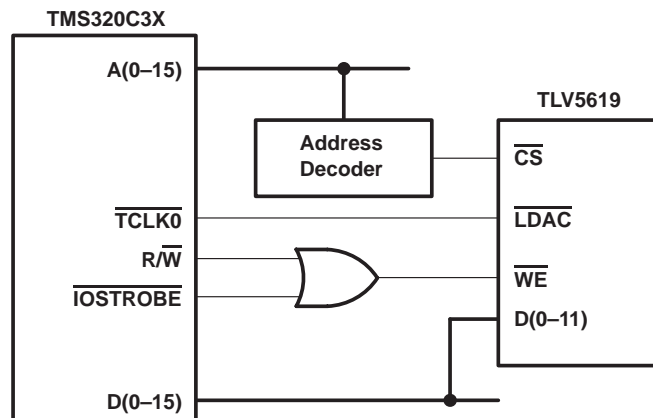 TMS320C3X
A(0–15)
TLV5619
Address
Decoder
CS
TCLK0
LDAC
R/W
IOSTROBE
WE
D(0–11)
D(0–15)